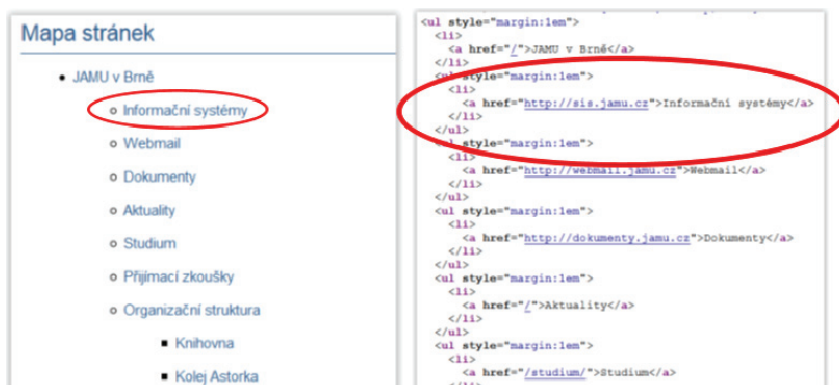 Mapa stránek
JAMU v Brně
Informační systémy
Webmail
Dokumenty
Aktuality
Studium
Přijímací zkoušky
Organizační struktura
Knihovna
Kolej Astorka
<ul style="margin:1em">
<li>
<a href="/">JAMU v Brně</a>
</li>
<ul style="margin:1em">
<li>
<a href="http://sis.jamu.cz">Informační systémy</a>
</li>
</ul>
<ul style="margin:1em">
<li>
<a href="http://webmail.jamu.cz">Webmail</a>
</li>
</ul>
<ul style="margin:1em">
<li>
<a href="http://dokumenty.jamu.cz">Dokumenty</a>
</li>
</ul>
<ul style="margin:1em">
<li>
<a href="/">Aktuality</a>
</li>
</ul>
<ul style="margin:1em">
<li>
<a href="/studium/">Studium</a>
</li>